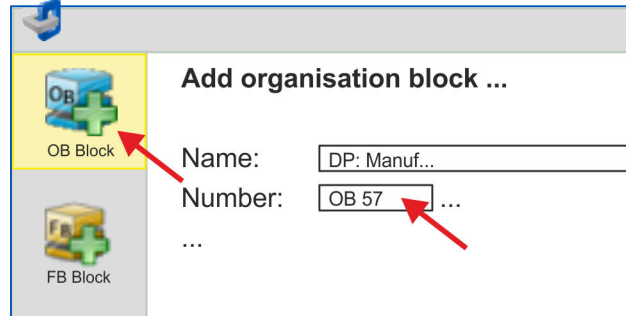 Add organisation block ...
OB
OB Block
Name: DP: Manuf...
Number: OB 57 ...
...
FB
FB Block